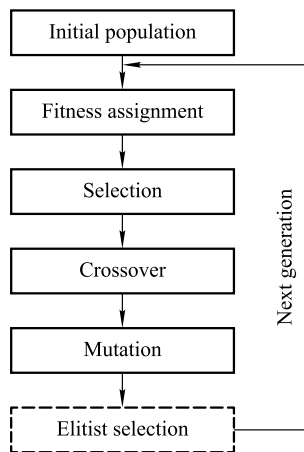 Initial population
Fitness assignment
Selection
Crossover
Mutation
Elitist selection
Next generation